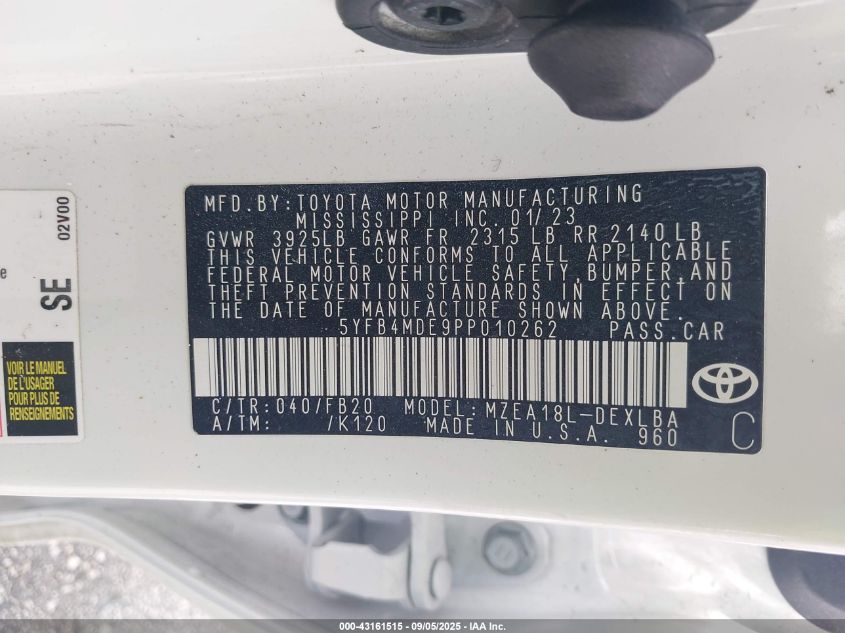 MFD. BY: TOYOTA MOTOR MANUFACTURING
MISSISSIPPI INC. 01/23
GVWR 3925LB GAWR FR 2315 LB RR 2140 LB
THIS VEHICLE CONFORMS TO ALL APPLICABLE
FEDERAL MOTOR VEHICLE SAFETY, BUMPER, AND
THEFT PREVENTION STANDARDS IN EFFECT ON
THE DATE OF MANUFACTURE SHOWN ABOVE.
5YFB4MDE9PP010262 PASS. CAR
C/TR: 040/FB20 MODEL: MZEA18L-DEXLBA
A/TM: /K120 MADE IN U.S.A. 960
C
02V00
SE
VOIR LE MANUEL
DE L'USAGER
POUR PLUS DE
RENSEIGNEMENTS
000-43161515 - 09/05/2025 - IAA Inc.